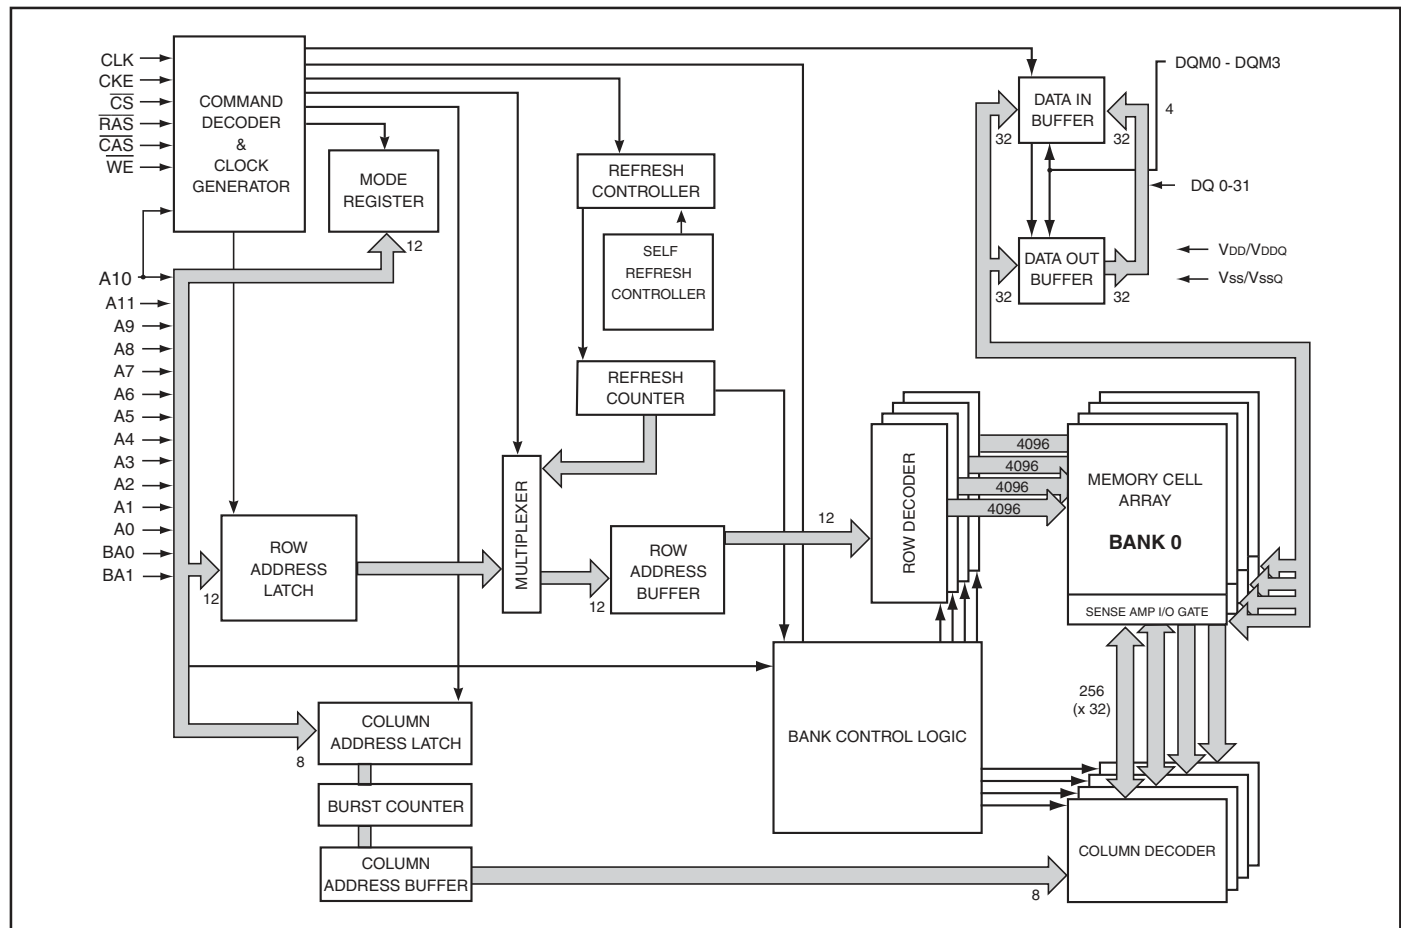 CLK
CKE
CS
RAS
CAS
WE
A10
A11
A9
A8
A7
A6
A5
A4
A3
A2
A1
A0
BA0
BA1
COMMAND
DECODER
&
CLOCK
GENERATOR
MODE
REGISTER
12
REFRESH
CONTROLLER
SELF
REFRESH
CONTROLLER
REFRESH
COUNTER
DATA IN
BUFFER
32
32
DQM0 - DQM3
4
DQ 0-31
DATA OUT
BUFFER
32
32
VDD/VDDQ
Vss/VssQ
MULTIPLEXER
ROW
ADDRESS
LATCH
12
ROW
ADDRESS
BUFFER
12
12
ROW DECODER
4096
4096
4096
4096
MEMORY CELL
ARRAY
BANK 0
SENSE AMP I/O GATE
256
(x 32)
BANK CONTROL LOGIC
COLUMN
ADDRESS LATCH
8
BURST COUNTER
COLUMN
ADDRESS BUFFER
8
COLUMN DECODER